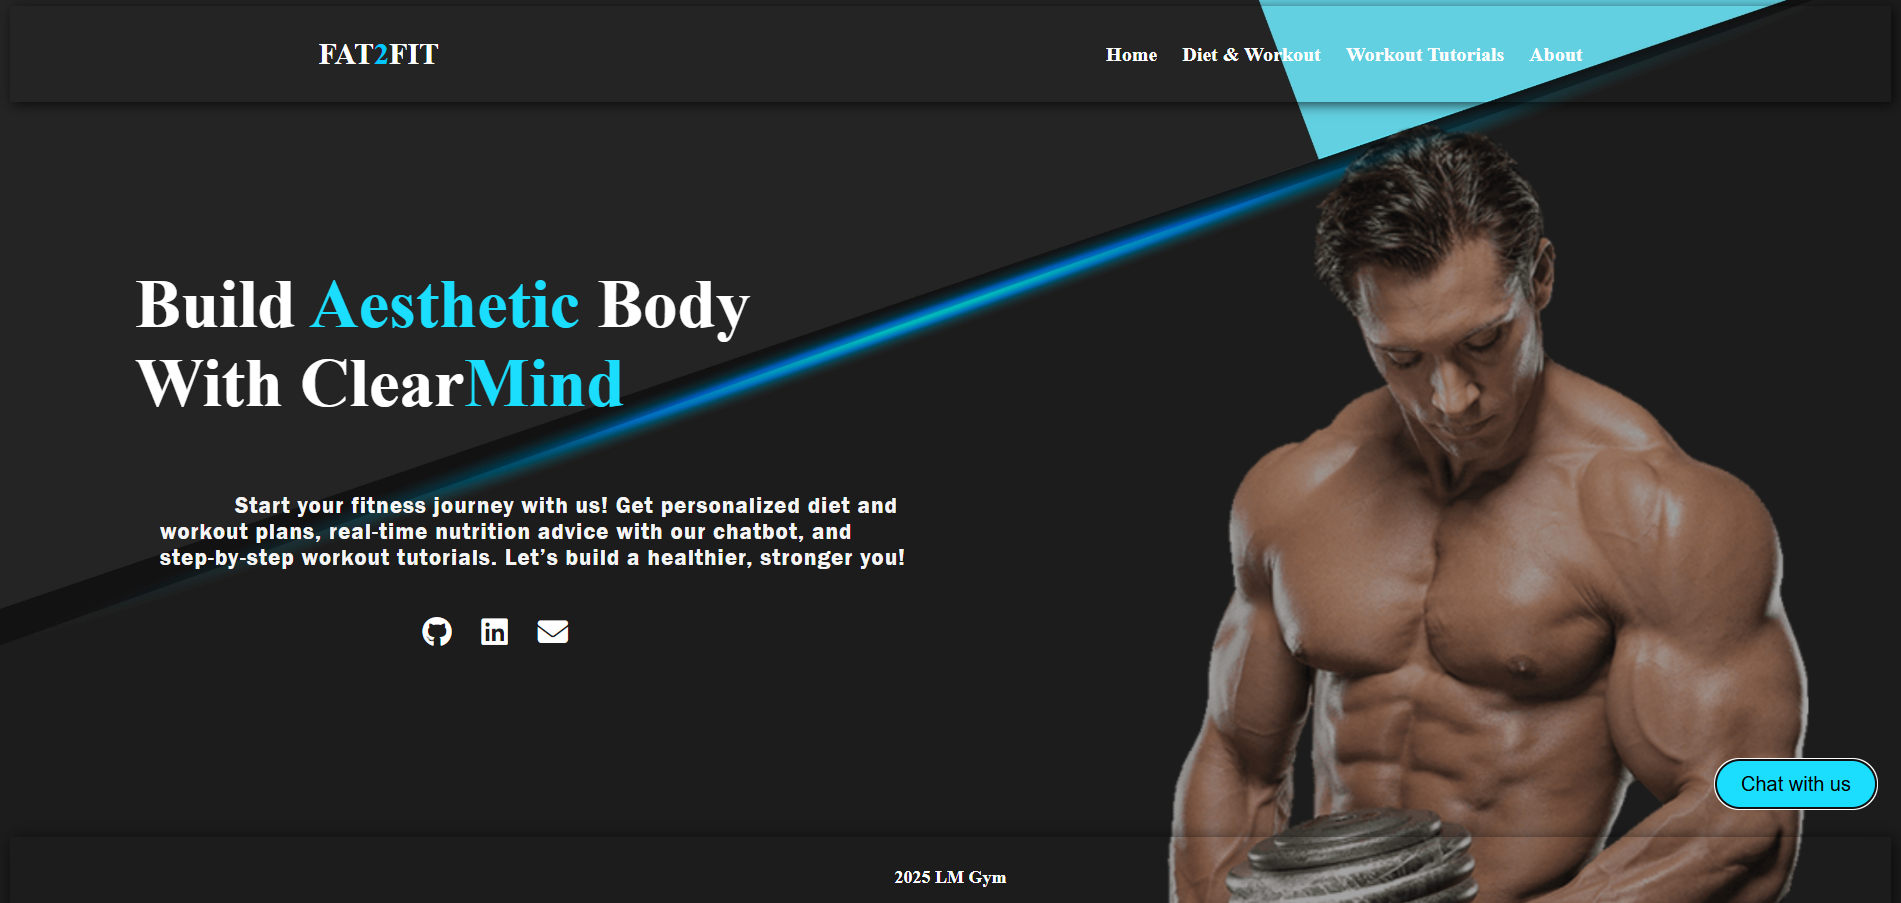 FAT2FIT
Home Diet & Workout Workout Tutorials About
Build Aesthetic Body
With ClearMind
Start your fitness journey with us! Get personalized diet and
workout plans, real-time nutrition advice with our chatbot, and
step-by-step workout tutorials. Let’s build a healthier, stronger you!
in
Chat with us
2025 LM Gym